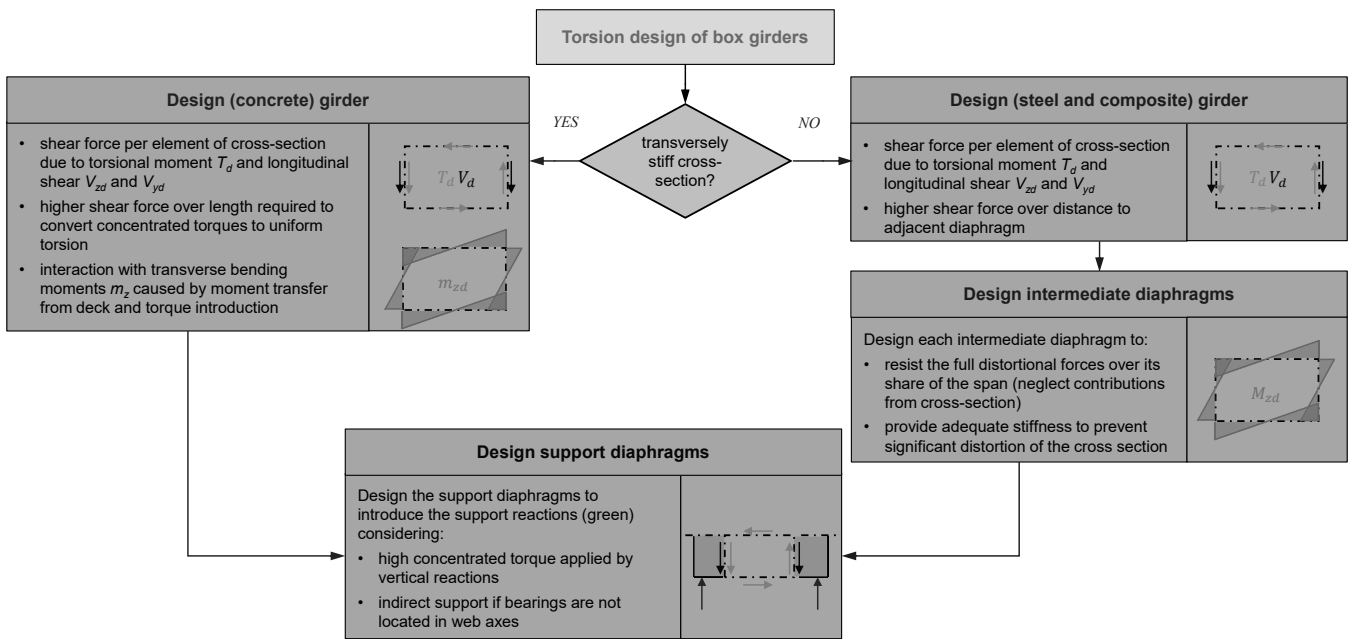 Torsion design of box girders
YES
transversely
stiff cross-
section?
NO
Design (concrete) girder
• shear force per element of cross-section
due to torsional moment T_d and longitudinal
shear V_zd and V_yd
• higher shear force over length required to
convert concentrated torques to uniform
torsion
• interaction with transverse bending
moments m_z caused by moment transfer
from deck and torque introduction
T_d V_d
m_zd
Design (steel and composite) girder
• shear force per element of cross-section
due to torsional moment T_d and
longitudinal shear V_zd and V_yd
• higher shear force over distance to
adjacent diaphragm
T_d V_d
Design intermediate diaphragms
Design each intermediate diaphragm to:
• resist the full distortional forces over its
share of the span (neglect contributions
from cross-section)
• provide adequate stiffness to prevent
significant distortion of the cross section
M_zd
Design support diaphragms
Design the support diaphragms to
introduce the support reactions (green)
considering:
• high concentrated torque applied by
vertical reactions
• indirect support if bearings are not
located in web axes